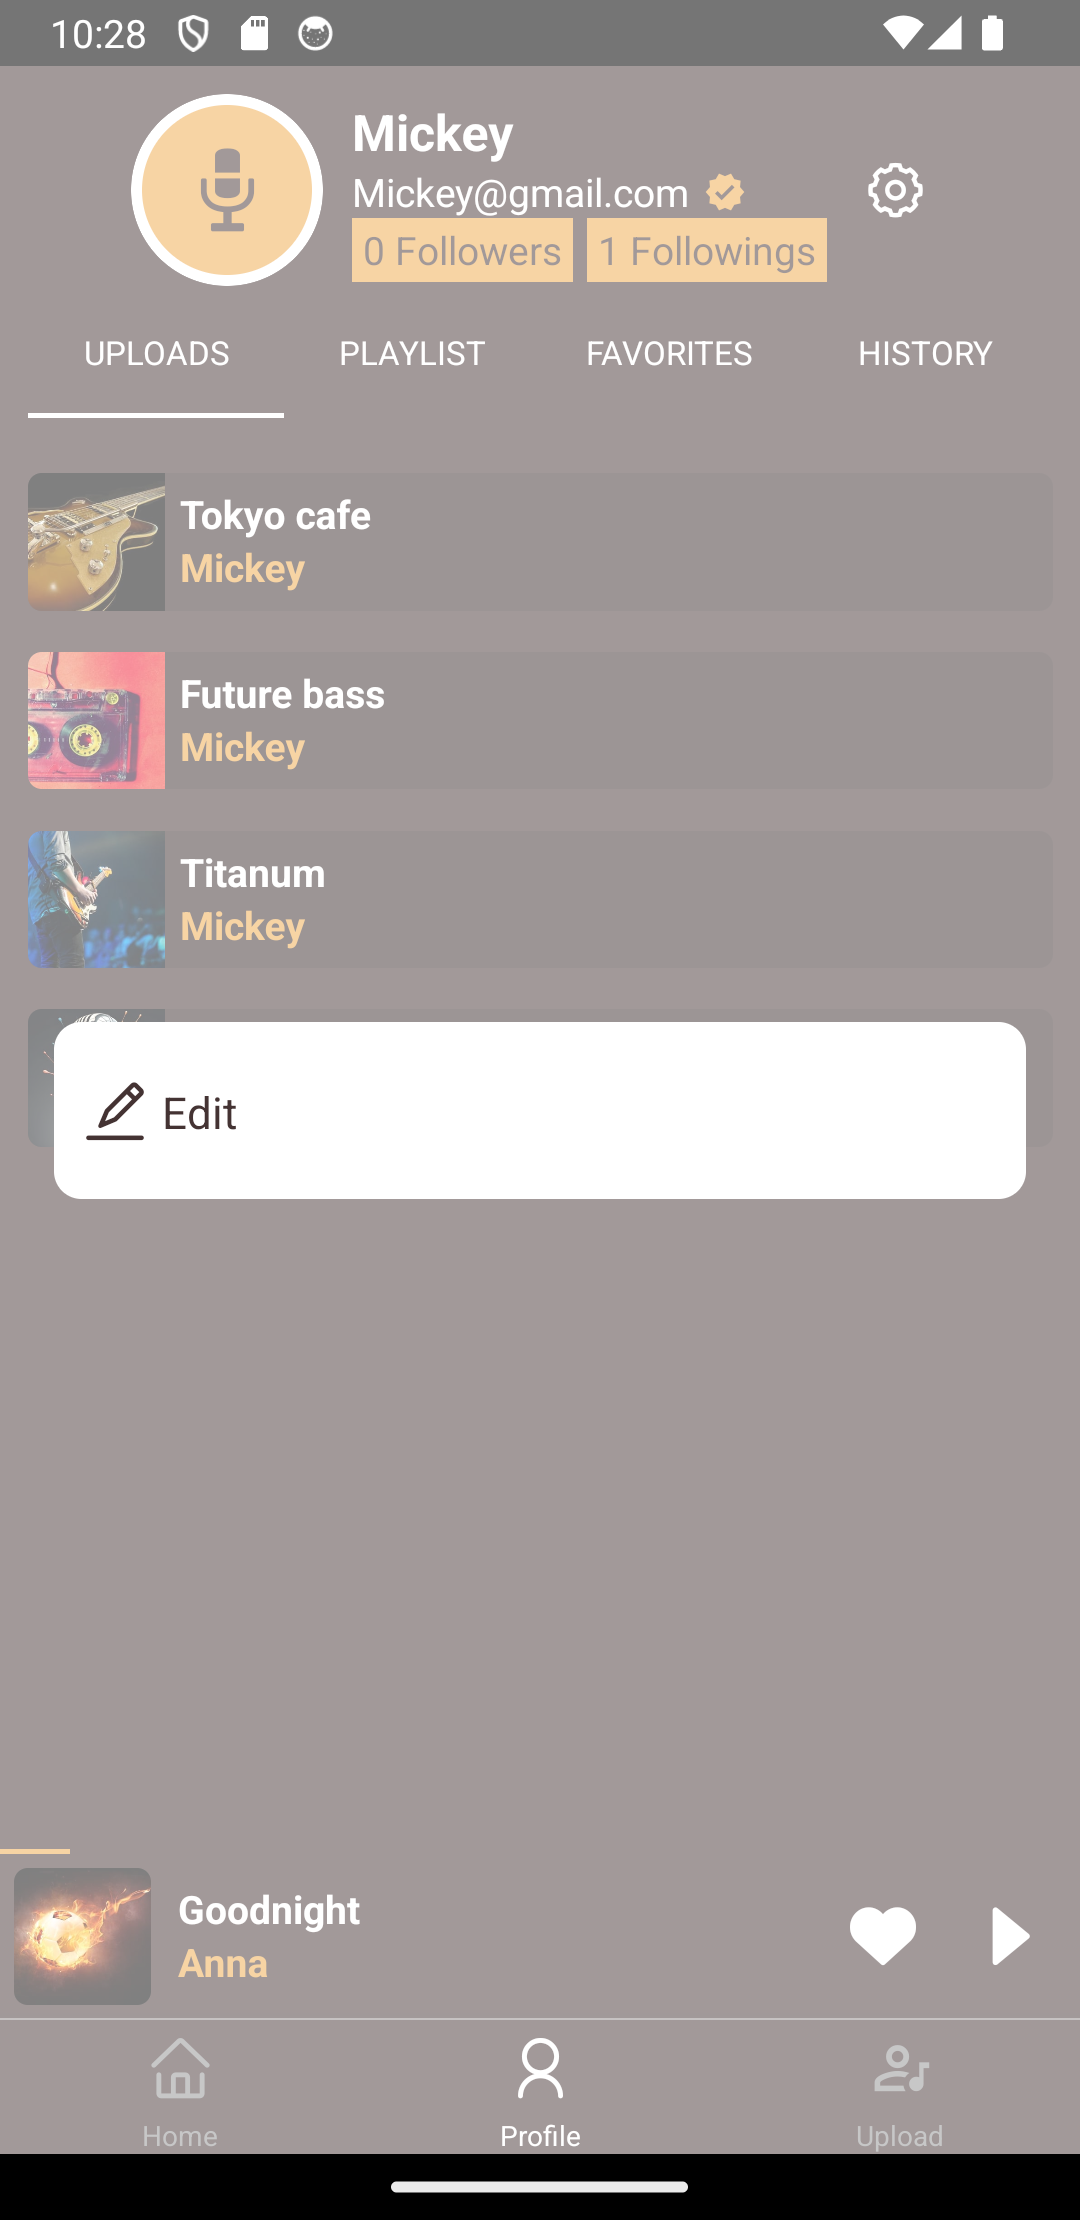 10:28
Mickey
Mickey@gmail.com
0 Followers 1 Followings
UPLOADS PLAYLIST FAVORITES HISTORY
Tokyo cafe
Mickey
Future bass
Mickey
Titanum
Mickey
Edit
Goodnight
Anna
Home Profile Upload